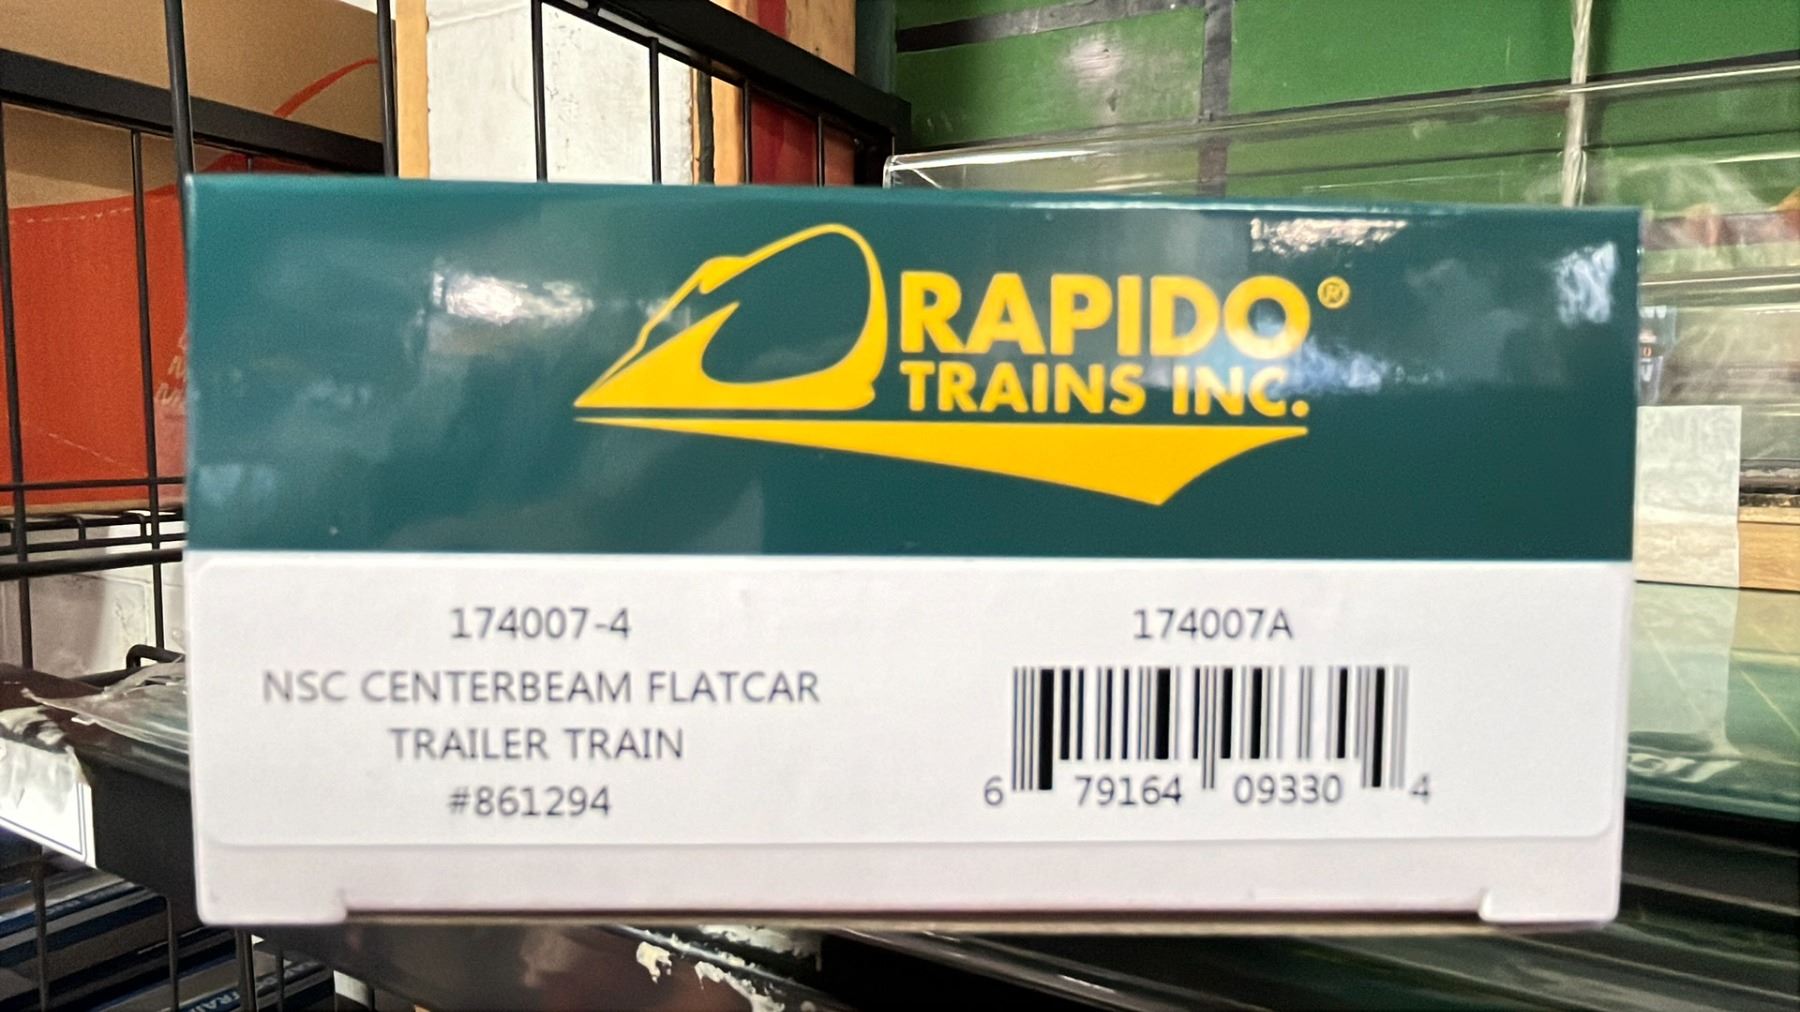 RAPIDO®
TRAINS INC.
174007-4
NSC CENTERBEAM FLATCAR
TRAILER TRAIN
#861294
174007A
6 79164 09330 4